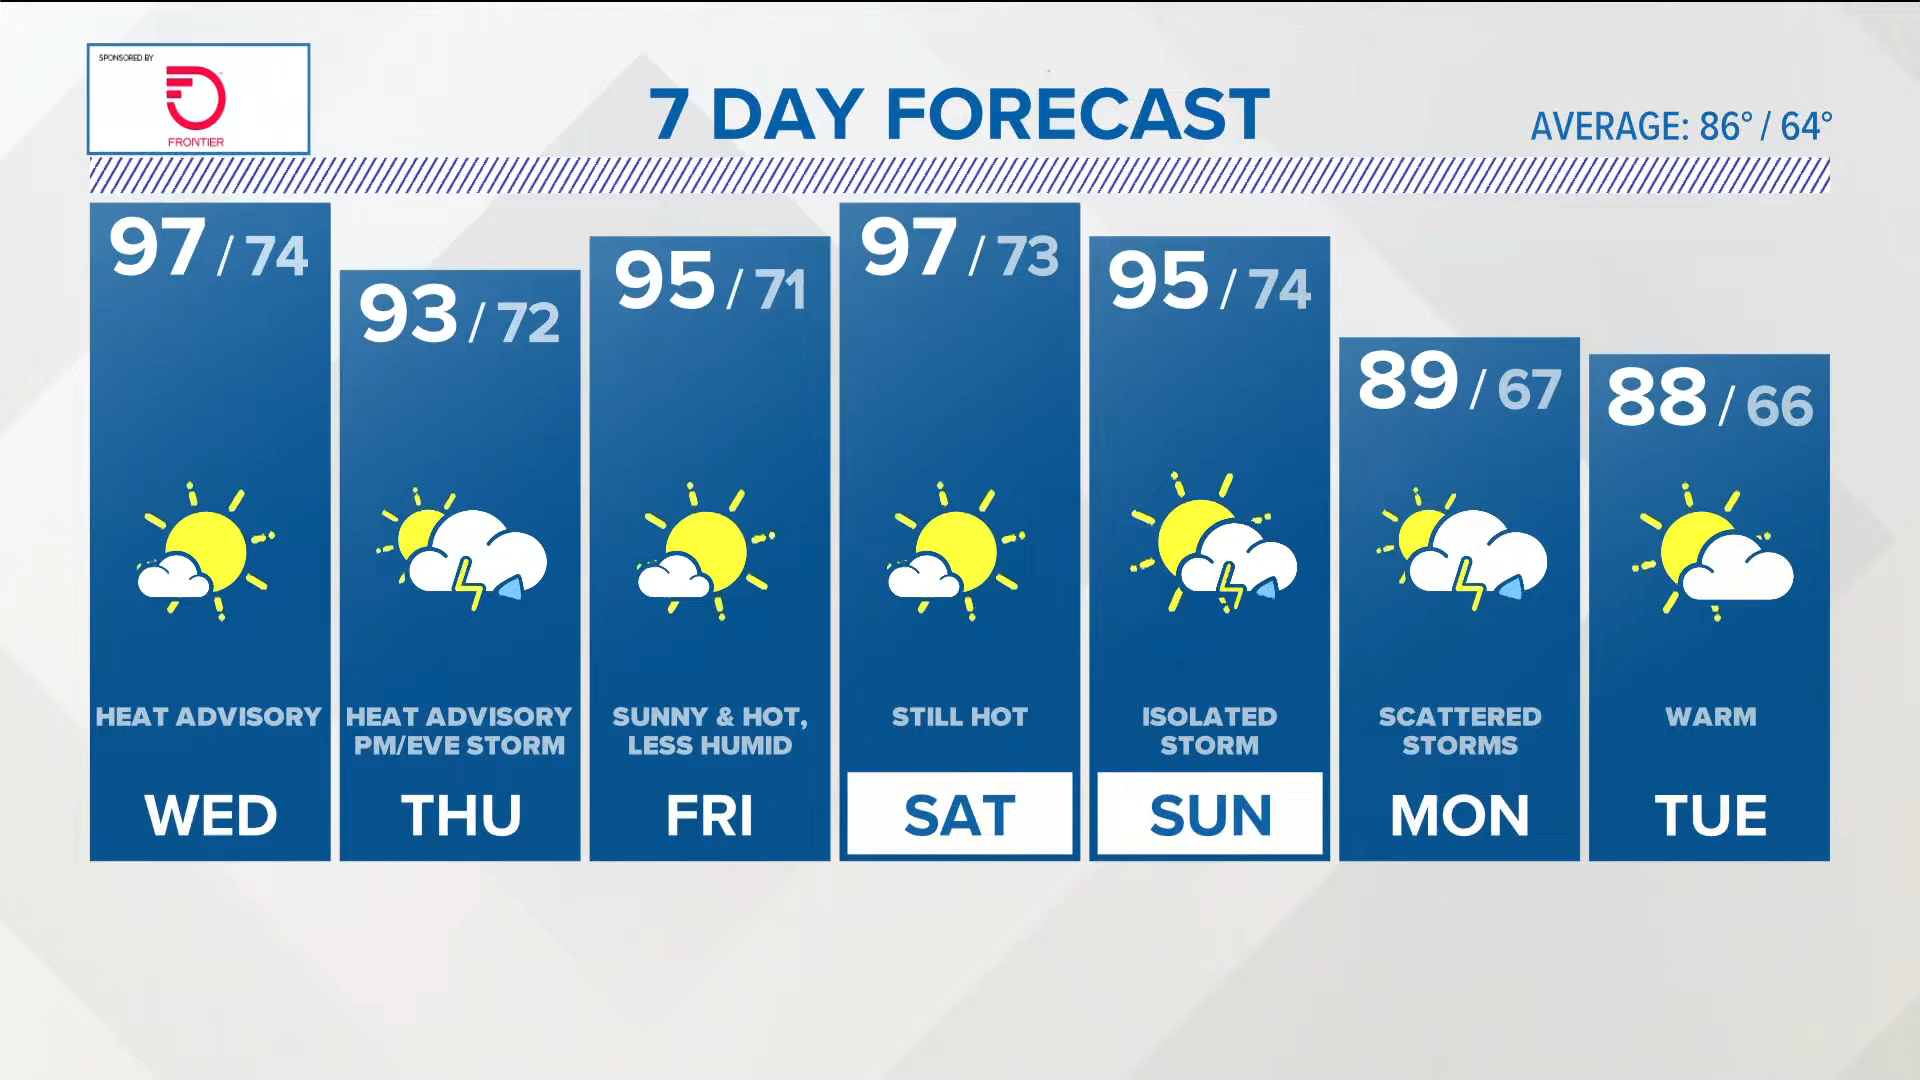 SPONSORED BY
FRONTIER
7 DAY FORECAST
AVERAGE: 86° / 64°
97 / 74
HEAT ADVISORY
WED
93 / 72
HEAT ADVISORY
PM/EVE STORM
THU
95 / 71
SUNNY & HOT,
LESS HUMID
FRI
97 / 73
STILL HOT
SAT
95 / 74
ISOLATED
STORM
SUN
89 / 67
SCATTERED
STORMS
MON
88 / 66
WARM
TUE